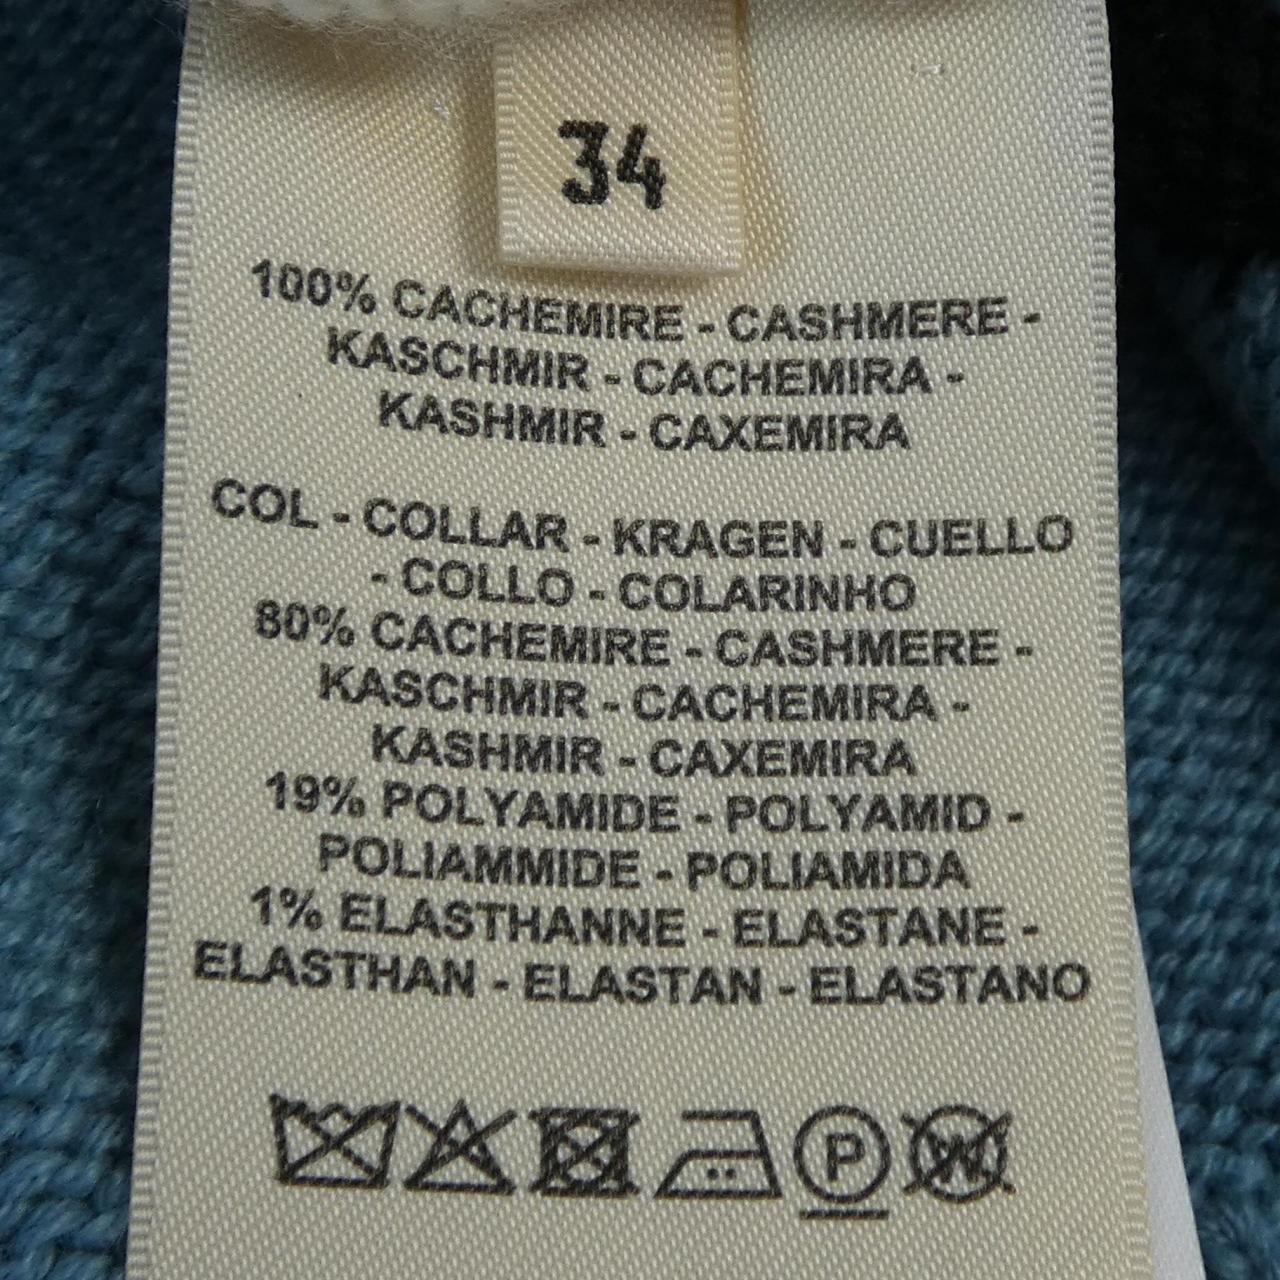 34
100% CACHEMIRE - CASHMERE -
KASCHMIR - CACHEMIRA -
KASHMIR - CAXEMIRA
COL - COLLAR - KRAGEN - CUELLO
- COLLO - COLARINHO
80% CACHEMIRE - CASHMERE -
KASCHMIR - CACHEMIRA -
KASHMIR - CAXEMIRA
19% POLYAMIDE - POLYAMID -
POLIAMMIDE - POLIAMIDA
1% ELASTHANNE - ELASTANE -
ELASTHAN - ELASTAN - ELASTANO
P W